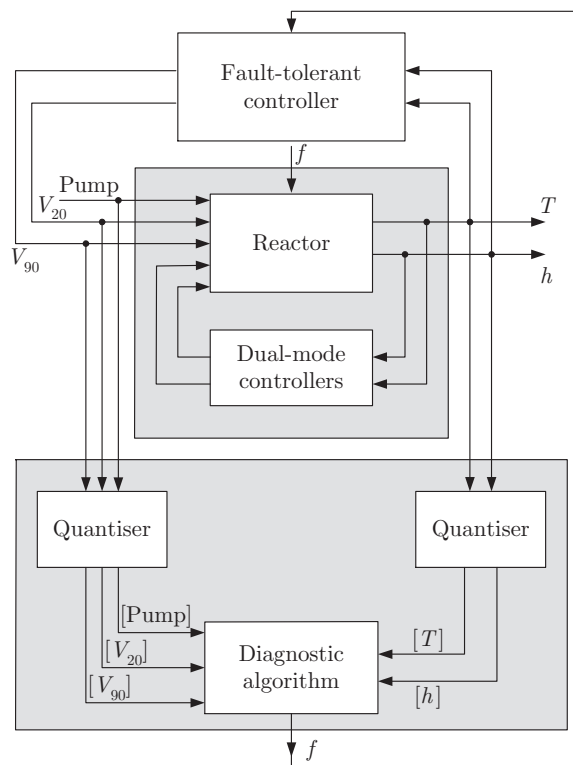 Fault-tolerant
controller
f
Pump
V20
V90
Reactor
T
h
Dual-mode
controllers
Quantiser
Quantiser
[Pump]
[V20]
[V90]
Diagnostic
algorithm
[T]
[h]
f